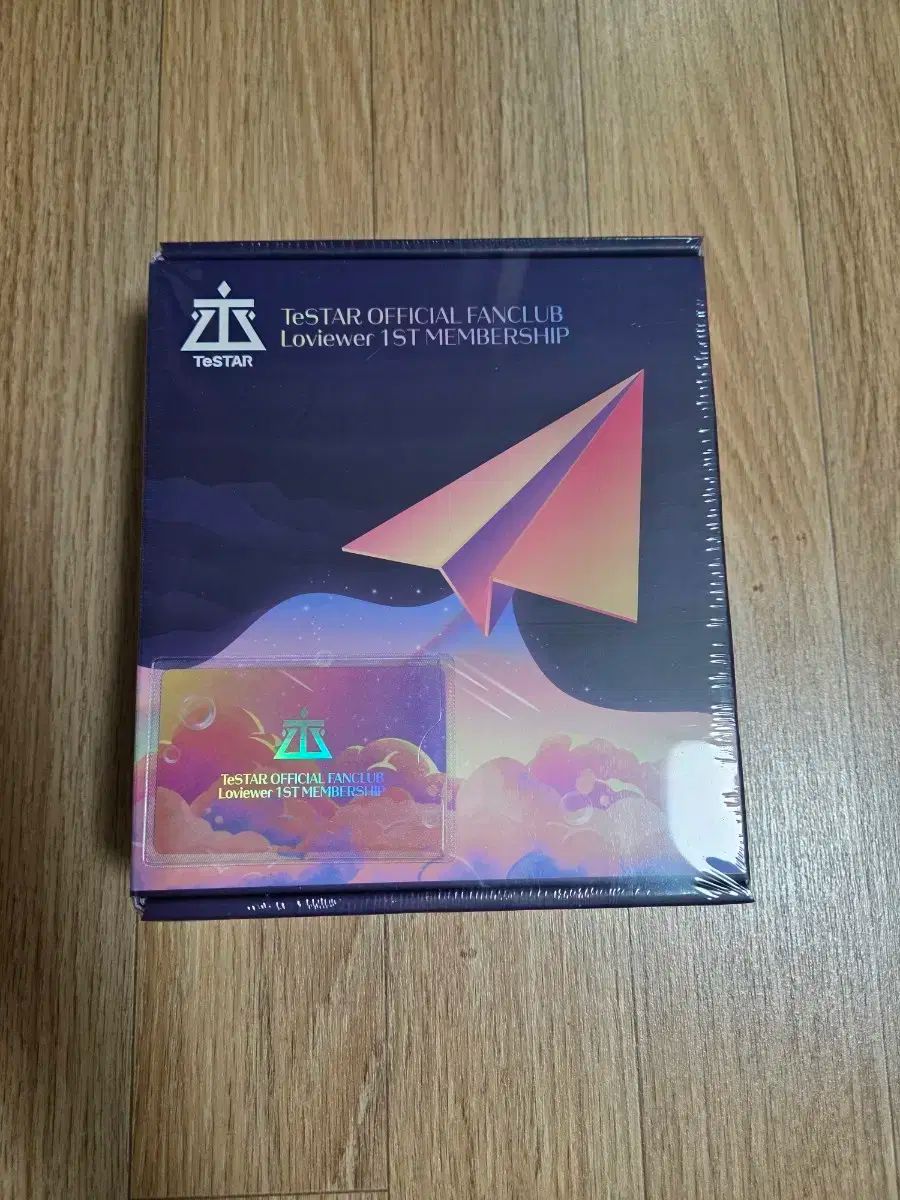 TeSTAR OFFICIAL FANCLUB
Loviewer 1ST MEMBERSHIP
TeSTAR
TeSTAR OFFICIAL FANCLUB
Loviewer 1ST MEMBERSHIP